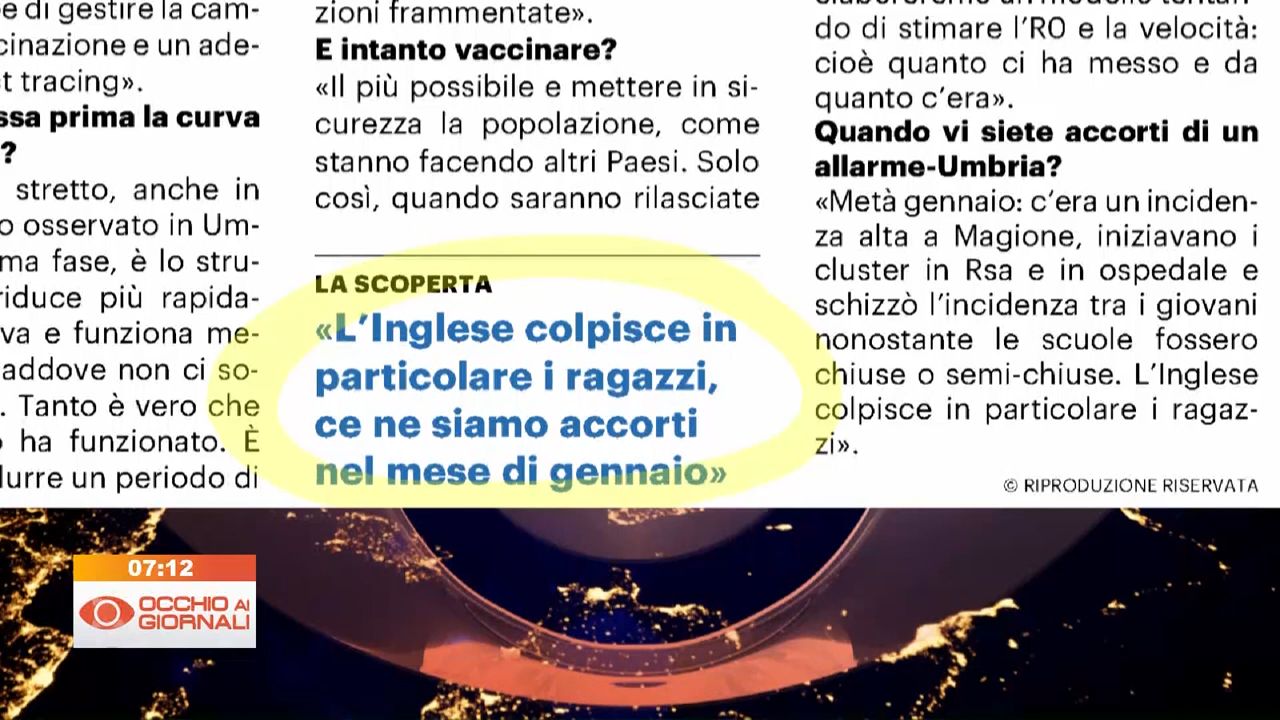 e di gestire la cam-
cinazione e un ade-
t tracing».
ssa prima la curva
?
stretto, anche in
o osservato in Um-
ma fase, è lo stru-
riduce più rapida-
va e funziona me-
addove non ci so-
. Tanto è vero che
ha funzionato. È
durre un periodo di
zioni frammentate».
E intanto vaccinare?
«Il più possibile e mettere in si-
curezza la popolazione, come
stanno facendo altri Paesi. Solo
così, quando saranno rilasciate
LA SCOPERTA
«L'Inglese colpisce in
particolare i ragazzi,
ce ne siamo accorti
nel mese di gennaio»
do di stimare l'R0 e la velocità:
cioè quanto ci ha messo e da
quanto c'era».
Quando vi siete accorti di un
allarme-Umbria?
«Metà gennaio: c'era un inciden-
za alta a Magione, iniziavano i
cluster in Rsa e in ospedale e
schizzò l'incidenza tra i giovani
nonostante le scuole fossero
chiuse o semi-chiuse. L'Inglese
colpisce in particolare i ragaz-
zi».
© RIPRODUZIONE RISERVATA
07:12
OCCHIO AI
GIORNALI